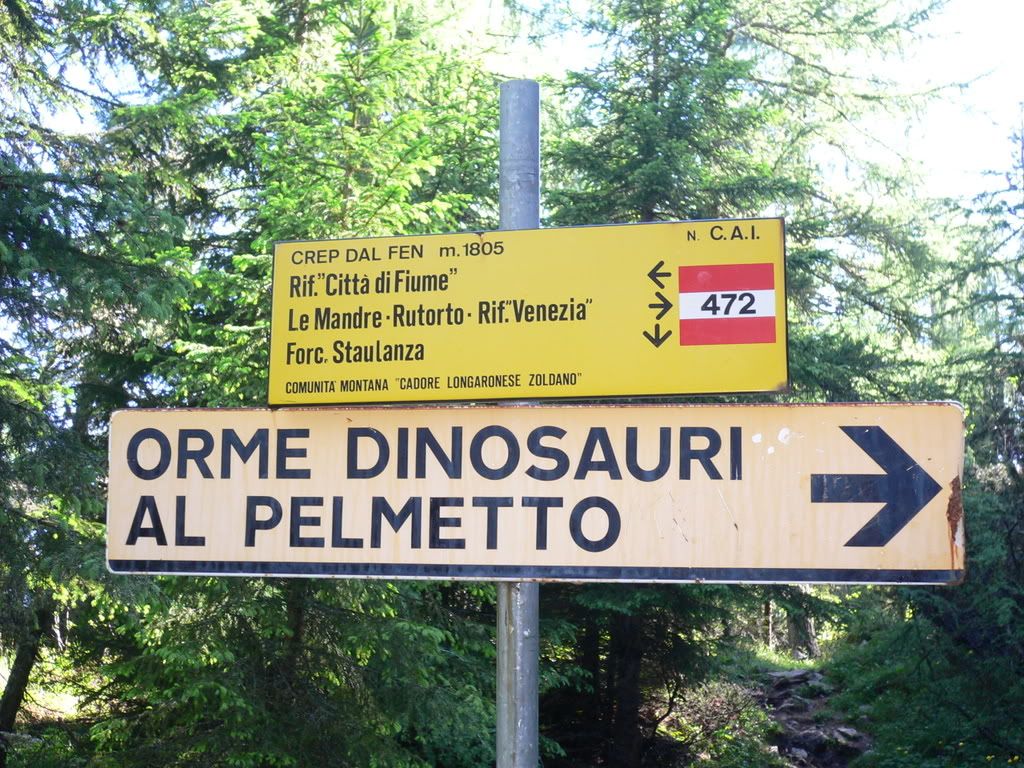 CREP DAL FEN m.1805 N. C.A.I.
Rif."Città di Fiume" ←
Le Mandre · Rutorto · Rif."Venezia" → 472
Forc. Staulanza ↓
COMUNITA' MONTANA "CADORE LONGARONESE ZOLDANO"
ORME DINOSAURI
AL PELMETTO